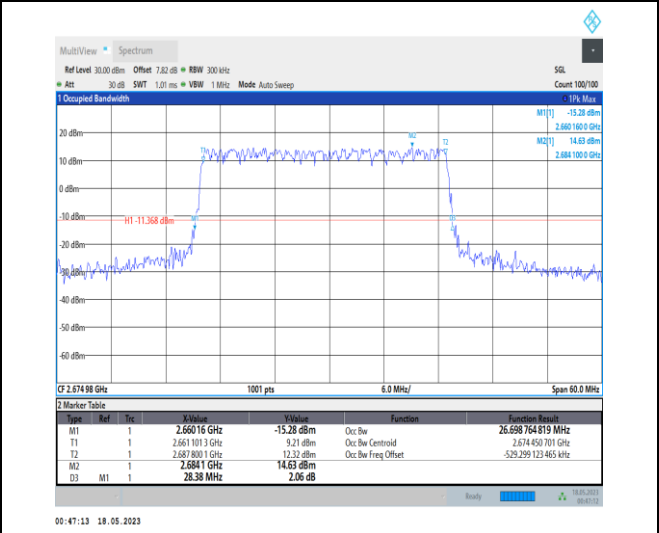 MultiView Spectrum
Ref Level 30.00 dBm Offset 7.82 dB RBW 300 kHz SGL
Att 30 dB SWT 1.01 ms VBW 1 MHz Mode Auto Sweep Count 100/100
1 Occupied Bandwidth 1Pk Max
M1[1] -15.28 dBm
2.660 160 0 GHz
M2[1] 14.63 dBm
2.684 100 0 GHz
20 dBm
M2
T1
T2
10 dBm
0 dBm
-10 dBm
H1 -11.368 dBm
M1
-20 dBm
-30 dBm
-40 dBm
-50 dBm
-60 dBm
CF 2.674 98 GHz 1001 pts 6.0 MHz/ Span 60.0 MHz
2 Marker Table
Type Ref Trc X-Value Y-Value Function Function Result
M1 1 2.660 16 GHz -15.28 dBm Occ Bw 26.698 764 819 MHz
T1 1 2.661 101 3 GHz 9.21 dBm Occ Bw Centroid 2.674 450 701 GHz
T2 1 2.687 800 1 GHz 12.32 dBm Occ Bw Freq Offset -529.299 123 465 kHz
M2 1 2.684 1 GHz 14.63 dBm
D3 M1 1 28.38 MHz 2.06 dB
Ready 18.05.2023
00:47:12
00:47:13 18.05.2023